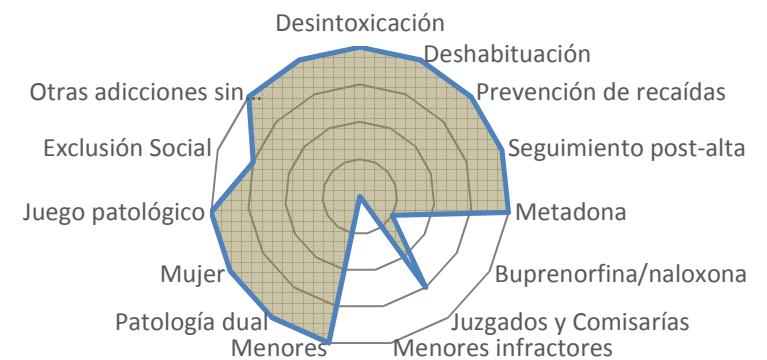 Desintoxicación
Deshabituación
Prevención de recaídas
Seguimiento post-alta
Metadona
Buprenorfina/naloxona
Juzgados y Comisarías
Menores infractores
Menores
Patología dual
Mujer
Juego patológico
Exclusión Social
Otras adicciones sin…